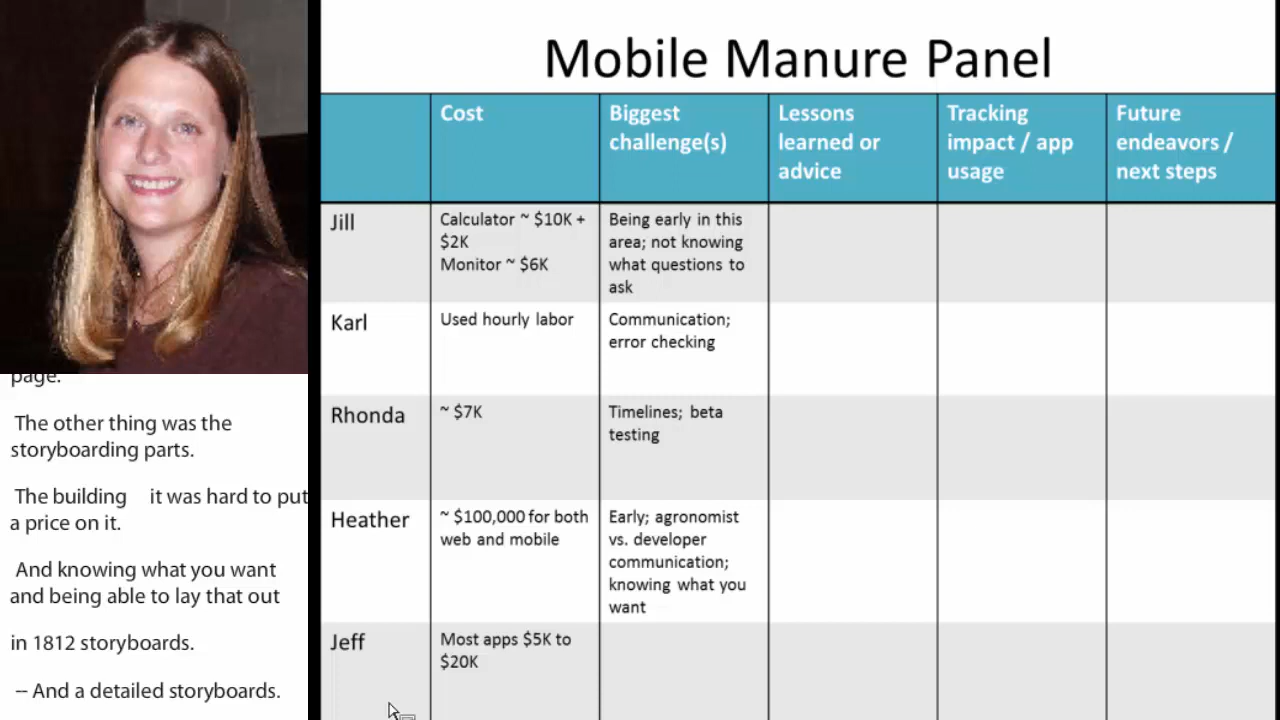 Mobile Manure Panel
Cost
Biggest
challenge(s)
Lessons
learned or
advice
Tracking
impact / app
usage
Future
endeavors /
next steps
Jill
Calculator ~ $10K +
$2K
Monitor ~ $6K
Being early in this
area; not knowing
what questions to
ask
Karl
Used hourly labor
Communication;
error checking
Rhonda
~ $7K
Timelines; beta
testing
Heather
~ $100,000 for both
web and mobile
Early; agronomist
vs. developer
communication;
knowing what you
want
Jeff
Most apps $5K to
$20K
page.
The other thing was the
storyboarding parts.
The building it was hard to put
a price on it.
And knowing what you want
and being able to lay that out
in 1812 storyboards.
-- And a detailed storyboards.